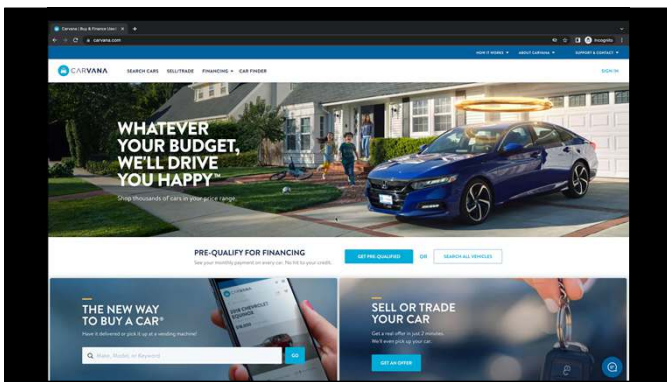 Carvana | Buy & Finance Use
carvana.com
Incognito
HOW IT WORKS
ABOUT CARVANA
SUPPORT & CONTACT
CARVANA
SEARCH CARS
SELL/TRADE
FINANCING
CAR FINDER
SIGN IN
WHATEVER
YOUR BUDGET,
WE'LL DRIVE
YOU HAPPY™
Shop thousands of cars in your price range.
PRE-QUALIFY FOR FINANCING
See your monthly payment on every car. No hit to your credit.
GET PRE-QUALIFIED
OR
SEARCH ALL VEHICLES
THE NEW WAY
TO BUY A CAR®
Have it delivered or pick it up at a vending machine!
Make, Model, or Keyword
GO
CARVANA
2018 CHEVROLET
EQUINOX
SELL OR TRADE
YOUR CAR
Get a real offer in just 2 minutes.
We'll even pick up your car.
GET AN OFFER